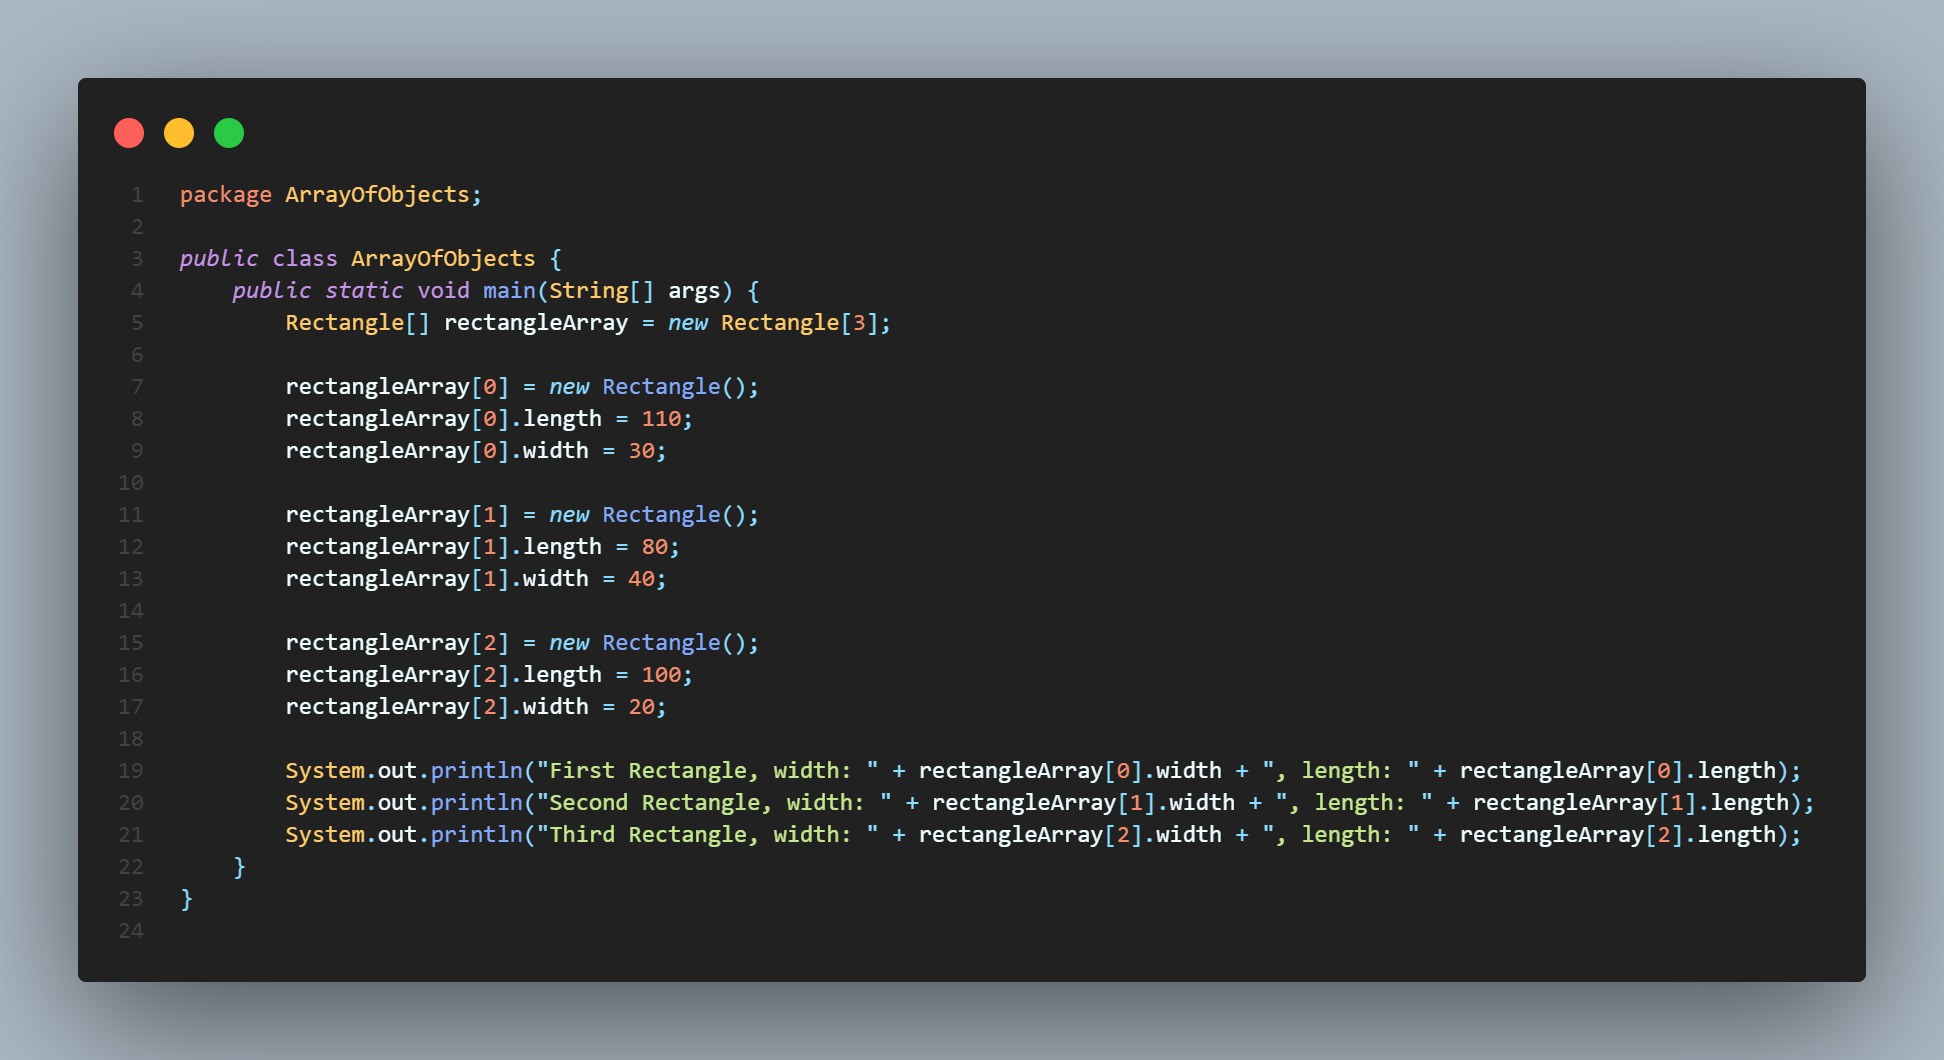 1 package ArrayOfObjects;
2
3 public class ArrayOfObjects {
4     public static void main(String[] args) {
5         Rectangle[] rectangleArray = new Rectangle[3];
6
7         rectangleArray[0] = new Rectangle();
8         rectangleArray[0].length = 110;
9         rectangleArray[0].width = 30;
10
11         rectangleArray[1] = new Rectangle();
12         rectangleArray[1].length = 80;
13         rectangleArray[1].width = 40;
14
15         rectangleArray[2] = new Rectangle();
16         rectangleArray[2].length = 100;
17         rectangleArray[2].width = 20;
18
19         System.out.println("First Rectangle, width: " + rectangleArray[0].width + ", length: " + rectangleArray[0].length);
20         System.out.println("Second Rectangle, width: " + rectangleArray[1].width + ", length: " + rectangleArray[1].length);
21         System.out.println("Third Rectangle, width: " + rectangleArray[2].width + ", length: " + rectangleArray[2].length);
22     }
23 }
24